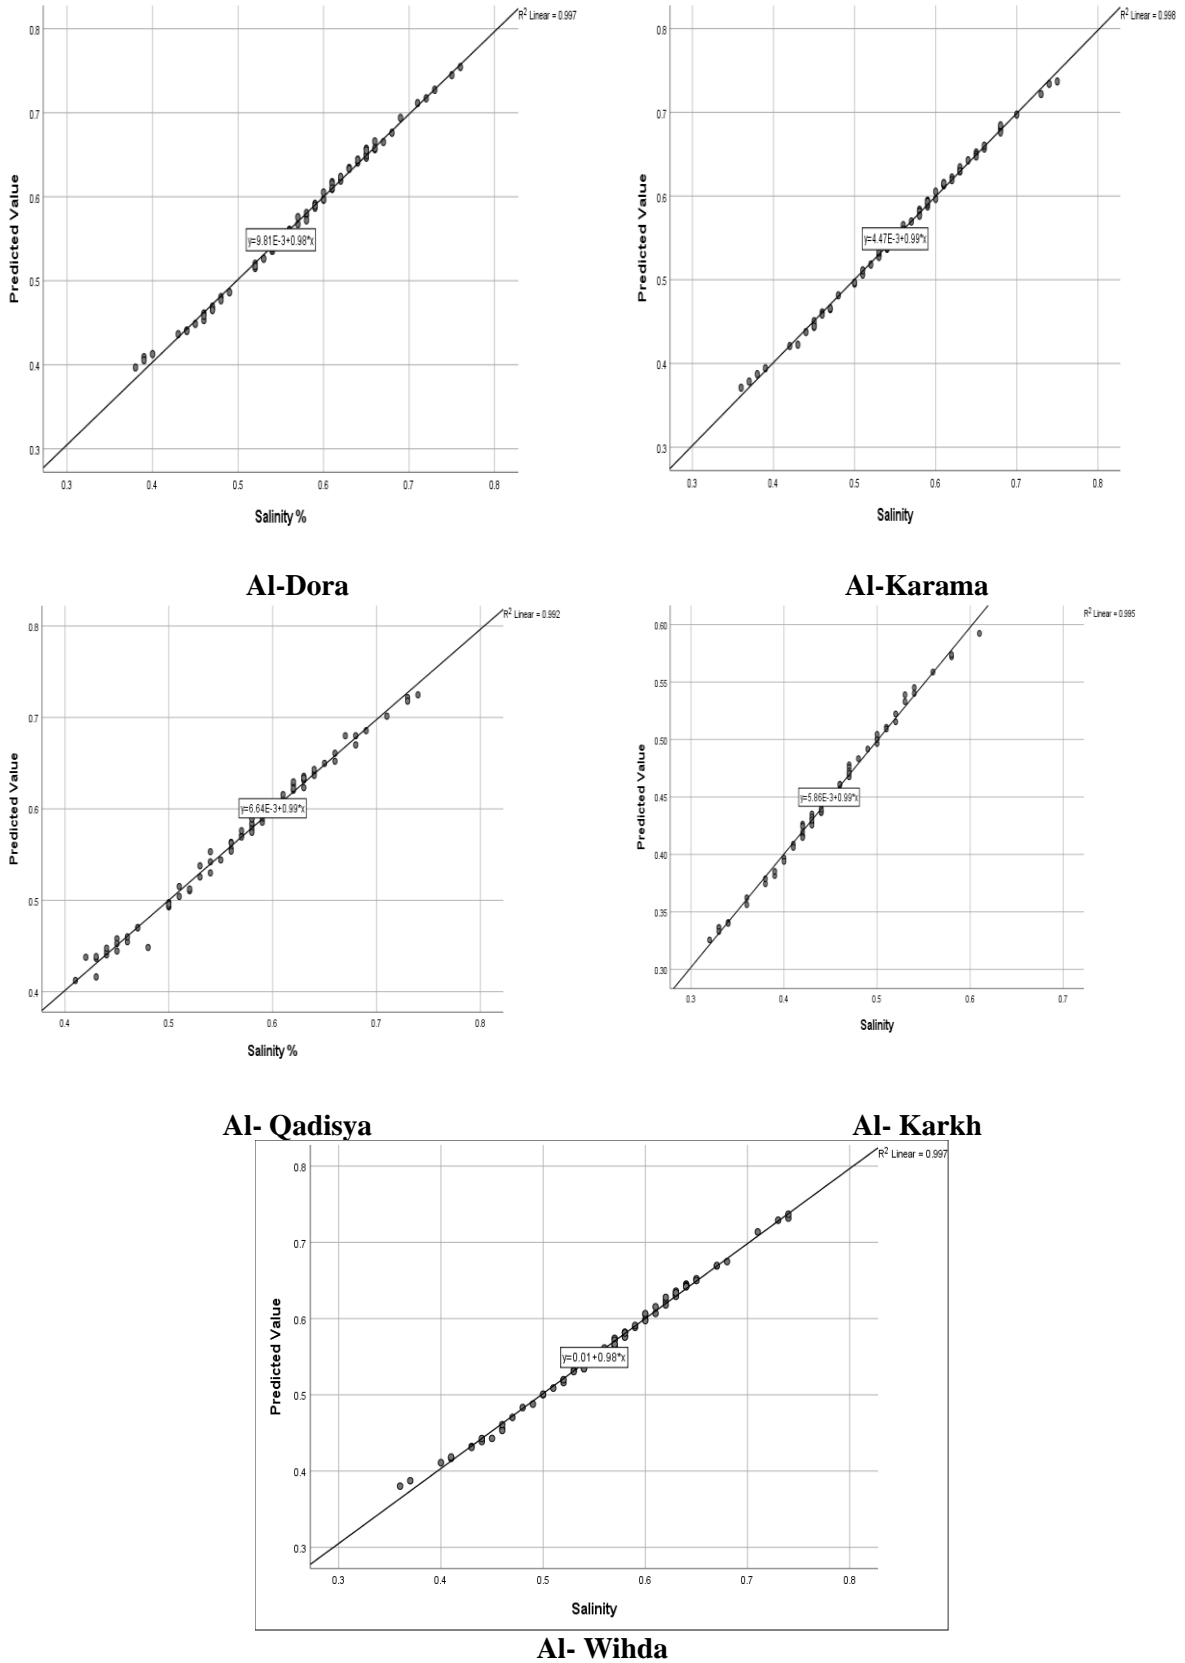 R² Linear = 0.997
0.8
0.7
0.6
0.5
0.4
0.3
Predicted Value
y=9.81E-3+0.98*x
0.3 0.4 0.5 0.6 0.7 0.8
Salinity %
Al-Dora
R² Linear = 0.998
0.8
0.7
0.6
0.5
0.4
0.3
Predicted Value
y=4.47E-3+0.99*x
0.3 0.4 0.5 0.6 0.7 0.8
Salinity
Al-Karama
R² Linear = 0.992
0.8
0.7
0.6
0.5
0.4
Predicted Value
y=6.64E-3+0.99*x
0.4 0.5 0.6 0.7 0.8
Salinity %
Al- Qadisya
R² Linear = 0.995
0.60
0.55
0.50
0.45
0.40
0.35
0.30
Predicted Value
y=5.86E-3+0.99*x
0.3 0.4 0.5 0.6 0.7
Salinity
Al- Karkh
R² Linear = 0.997
0.8
0.7
0.6
0.5
0.4
0.3
Predicted Value
y=0.01+0.98*x
0.3 0.4 0.5 0.6 0.7 0.8
Salinity
Al- Wihda